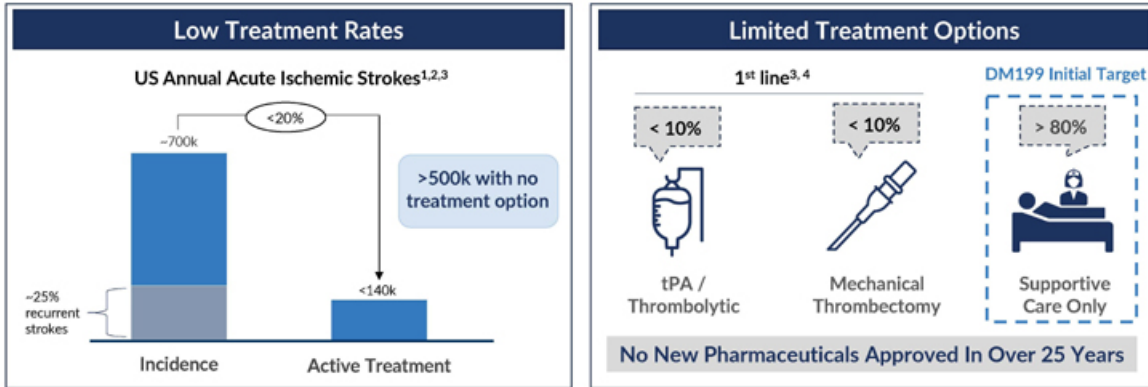 Low Treatment Rates
US Annual Acute Ischemic Strokes1,2,3
<20%
~700k
>500k with no
treatment option
<140k
~25%
recurrent
strokes
Incidence
Active Treatment
Limited Treatment Options
1st line3, 4
DM199 Initial Target
< 10%
< 10%
> 80%
tPA /
Thrombolytic
Mechanical
Thrombectomy
Supportive
Care Only
No New Pharmaceuticals Approved In Over 25 Years